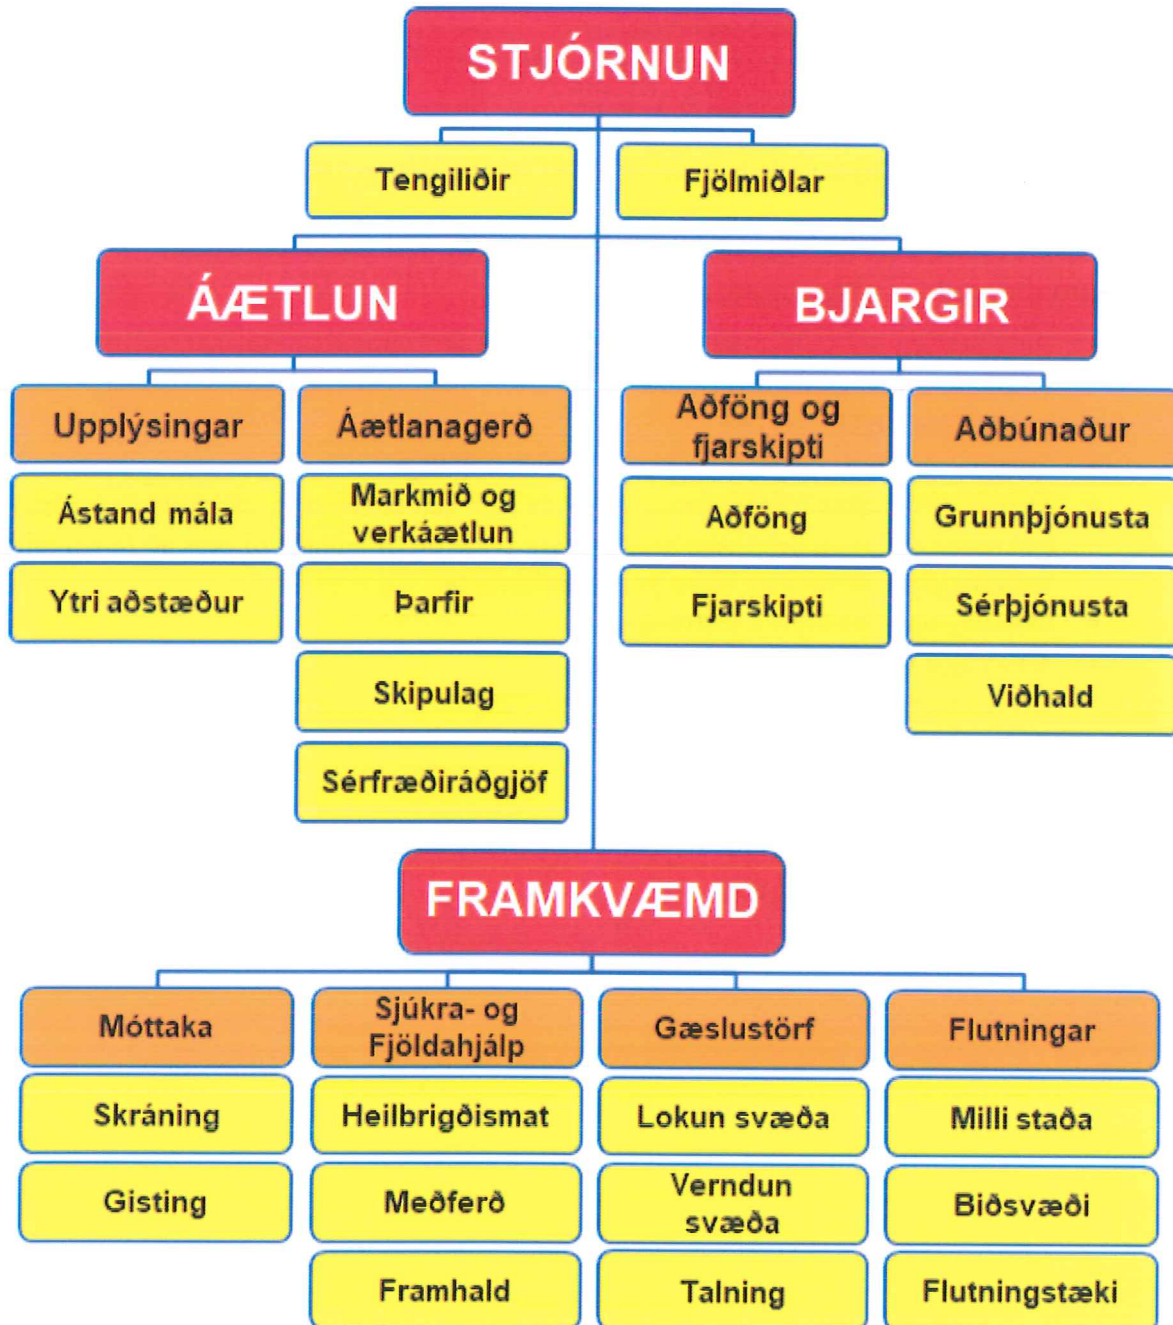 STJÓRNUN
Tengiliðir
Fjölmiðlar
ÁÆTLUN
BJARGIR
Upplýsingar
Ástand mála
Ytri aðstæður
Áætlanagerð
Markmið og
verkáætlun
Þarfir
Skipulag
Sérfræðiráðgjöf
Aðföng og
fjarskipti
Aðföng
Fjarskipti
Aðbúnaður
Grunnþjónusta
Sérþjónusta
Viðhald
FRAMKVÆMD
Móttaka
Skráning
Gisting
Sjúkra- og
Fjöldahjálp
Heilbrigðismat
Meðferð
Framhald
Gæslustörf
Lokun svæða
Verndun
svæða
Talning
Flutningar
Milli staða
Biðsvæði
Flutningstæki